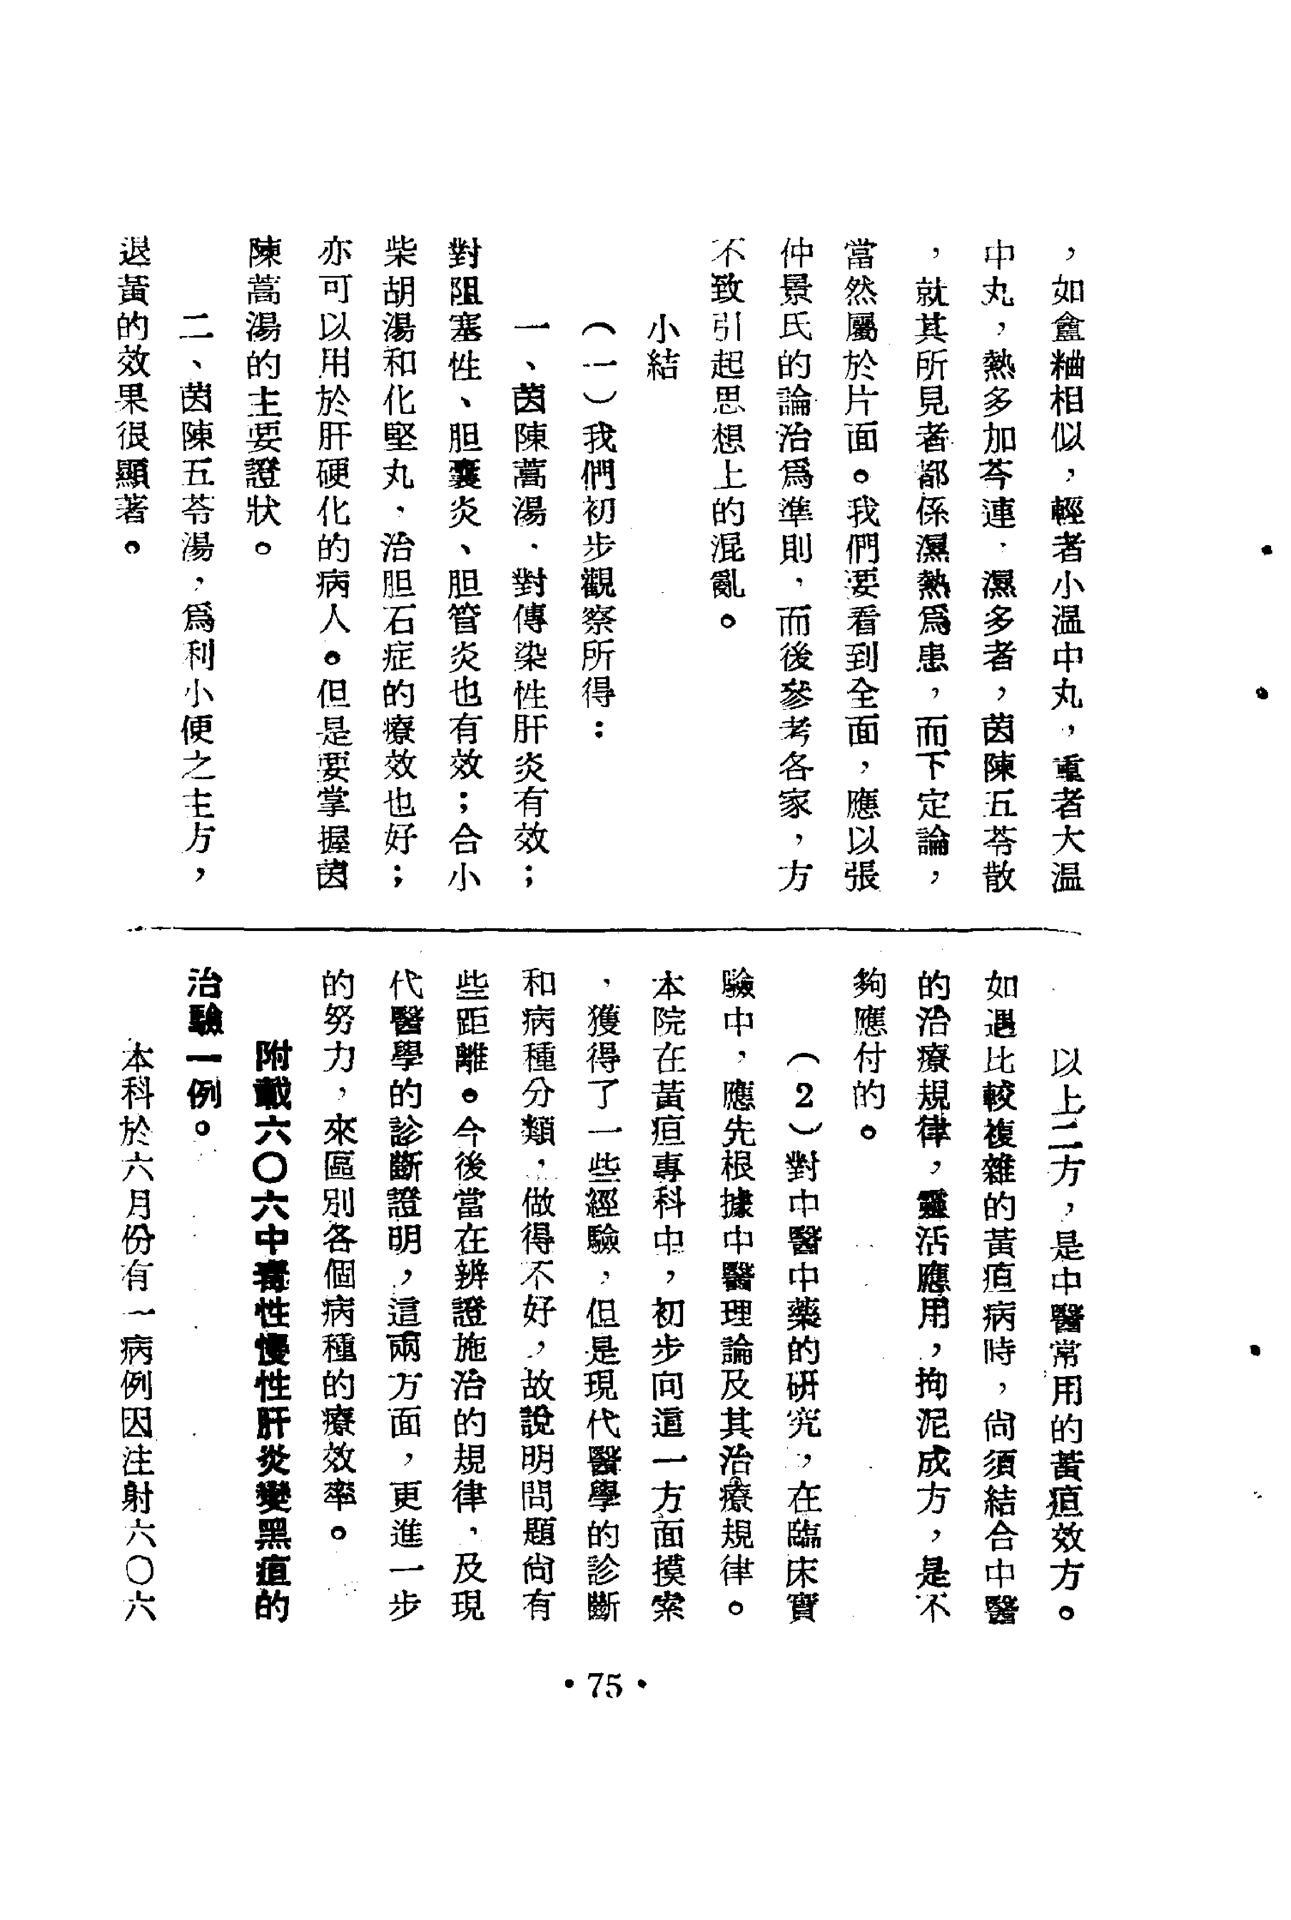 ，如盦䊷相似，輕者小温中丸，重者大温
中丸，熱多加芩連，濕多者，茵陳五苓散
，就其所見者都係濕熱爲患，而下定論，
當然屬於片面。我們要看到全面，應以張
仲景氏的論治爲準則，而後參考各家，方
不致引起思想上的混亂。
小結
（一）我們初步觀察所得：
一、茵陳蒿湯，對傳染性肝炎有效；
對阻塞性、胆囊炎、胆管炎也有效；合小
柴胡湯和化堅丸，治胆石症的療效也好；
亦可以用於肝硬化的病人。但是要掌握茵
陳蒿湯的主要證狀。
二、茵陳五苓湯，爲利小便之主方，
退黃的效果很顯著。
以上二方，是中醫常用的黃疸效方。
如遇比較複雜的黃疸病時，尙須結合中醫
的治療規律，靈活應用，拘泥成方，是不
夠應付的。
（2）對中醫中藥的研究，在臨床實
驗中，應先根據中醫理論及其治療規律。
本院在黃疸專科中，初步向這一方面摸索
，獲得了一些經驗，但是現代醫學的診斷
和病種分類，做得不好，故說明問題尙有
些距離。今後當在辨證施治的規律，及現
代醫學的診斷證明，這兩方面，更進一步
的努力，來區別各個病種的療效率。
附載六〇六中毒性慢性肝炎變黑疸的
治驗一例。
本科於六月份有一病例因注射六〇六
• 75 •